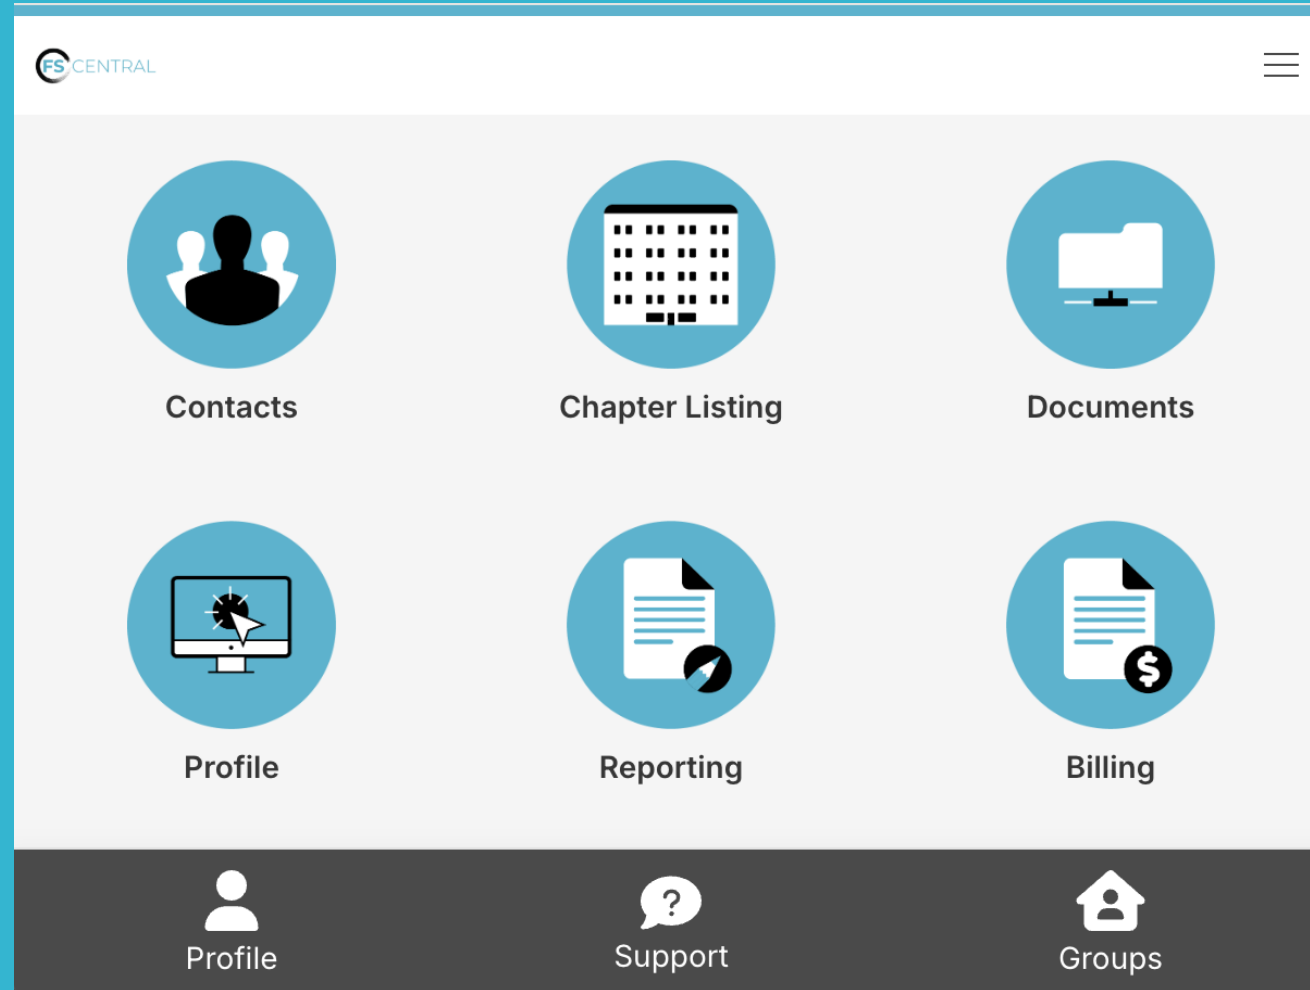 FS CENTRAL
Contacts
Chapter Listing
Documents
Profile
Reporting
Billing
$
?
Profile
Support
Groups